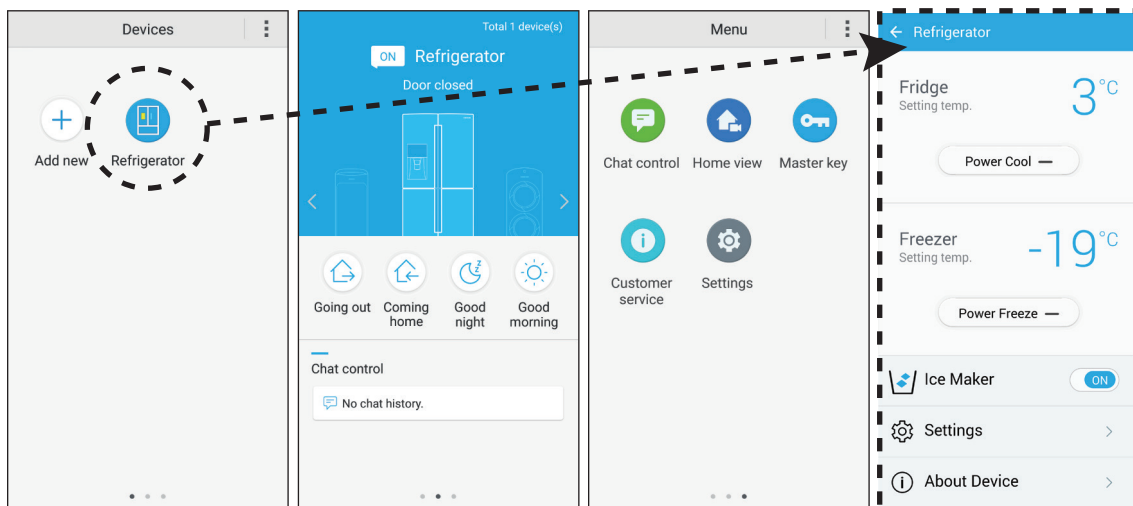 Devices
Add new
Refrigerator
Total 1 device(s)
ON Refrigerator
Door closed
Going out
Coming
home
Good
night
Good
morning
Chat control
No chat history.
Menu
Chat control
Home view
Master key
Customer
service
Settings
Refrigerator
Fridge
Setting temp.
3°C
Power Cool —
Freezer
Setting temp.
-19°C
Power Freeze —
Ice Maker
ON
Settings
About Device